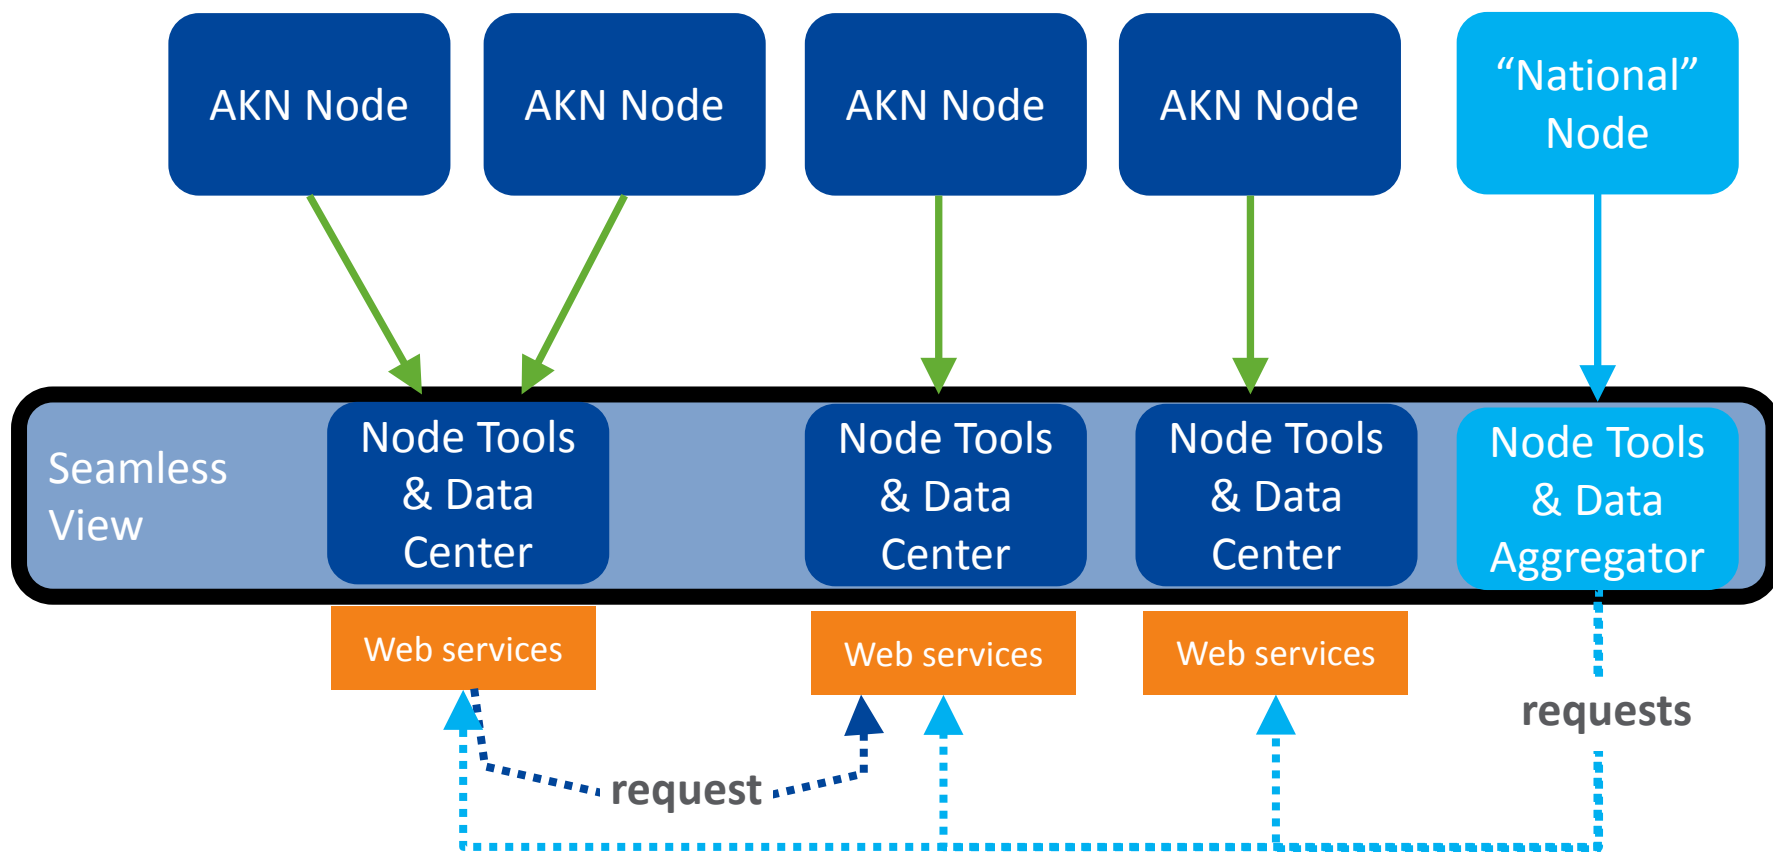 AKN Node
AKN Node
AKN Node
AKN Node
“National”
Node
Seamless
View
Node Tools
& Data
Center
Node Tools
& Data
Center
Node Tools
& Data
Center
Node Tools
& Data
Aggregator
Web services
Web services
Web services
requests
request